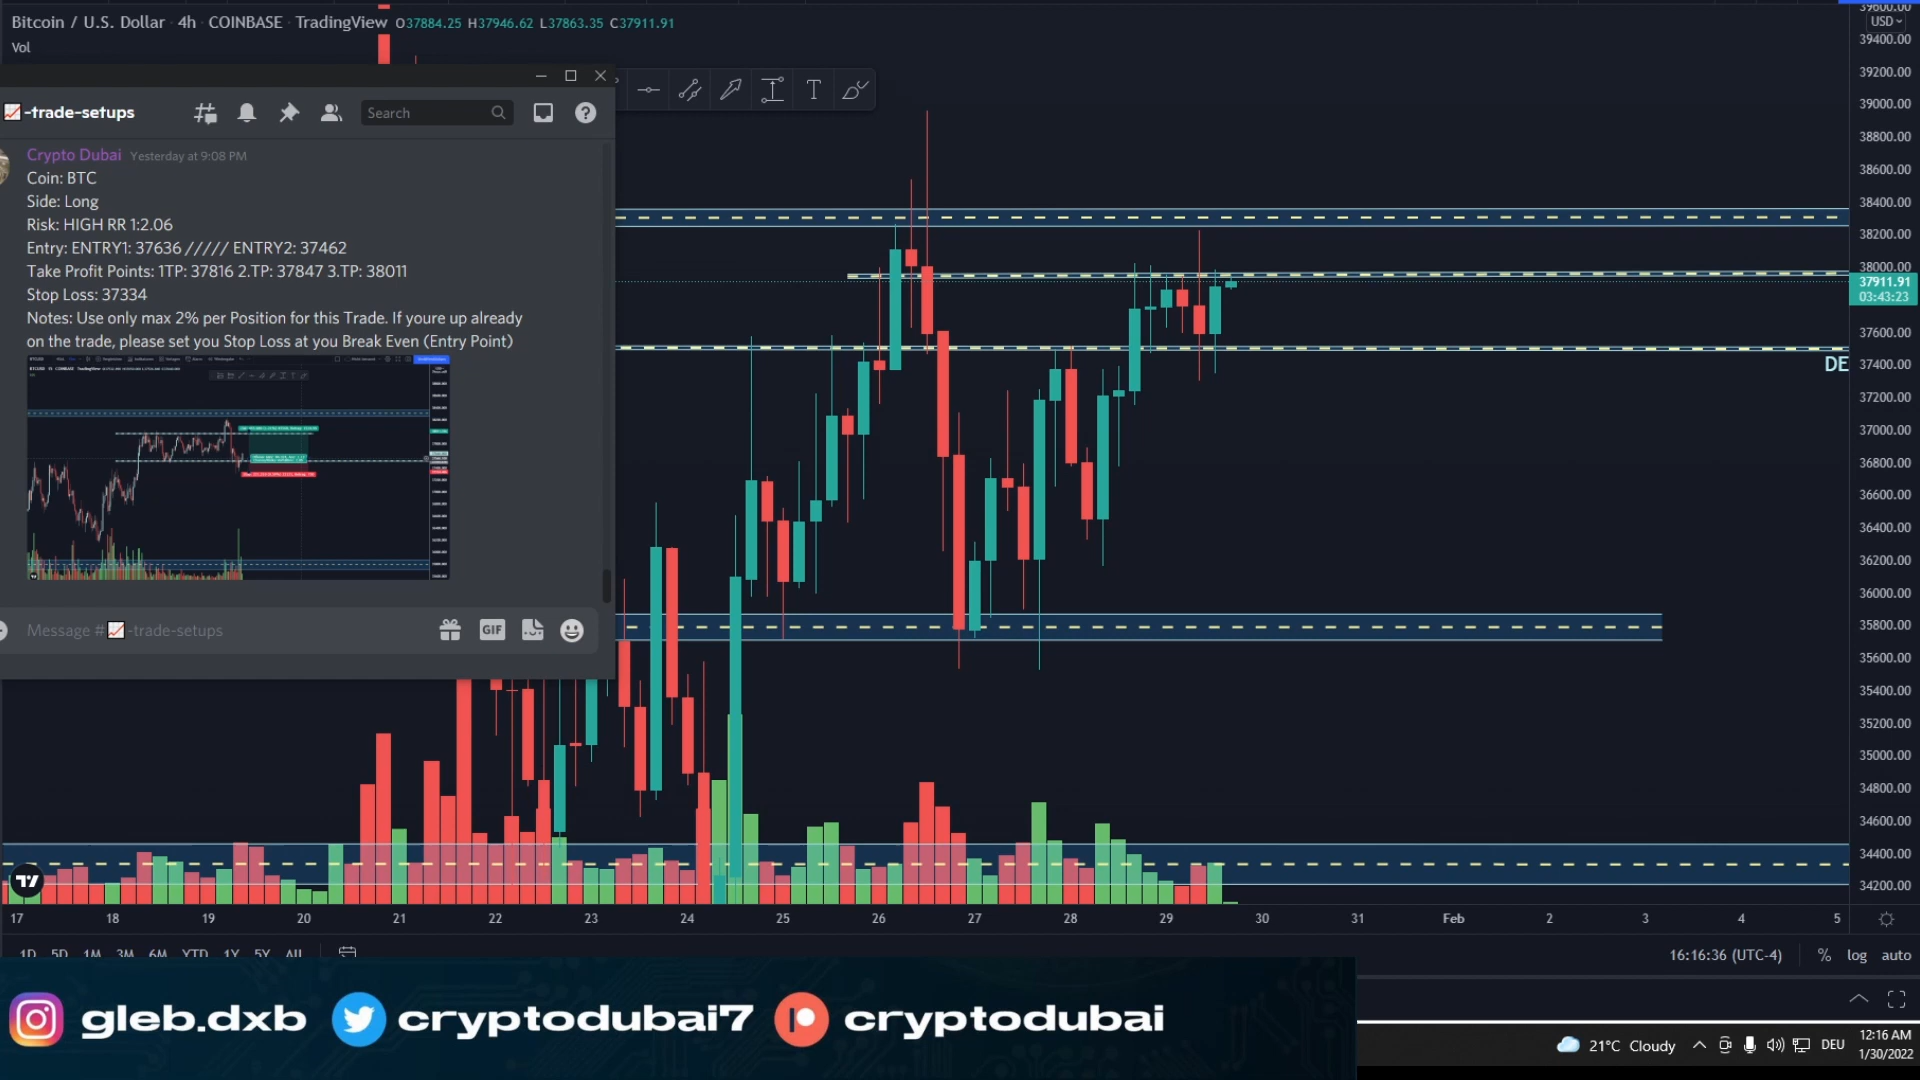 Bitcoin / U.S. Dollar · 4h · COINBASE · TradingView O37884.25 H37946.62 L37863.35 C37911.91
Vol
-trade-setups
Search
Crypto Dubai Yesterday at 9:08 PM
Coin: BTC
Side: Long
Risk: HIGH RR 1:2.06
Entry: ENTRY1: 37636 ///// ENTRY2: 37462
Take Profit Points: 1TP: 37816 2.TP: 37847 3.TP: 38011
Stop Loss: 37334
Notes: Use only max 2% per Position for this Trade. If youre up already
on the trade, please set you Stop Loss at you Break Even (Entry Point)
Message # -trade-setups
GIF
T
39600.00
USD
39400.00
39200.00
39000.00
38800.00
38600.00
38400.00
38200.00
38000.00
37911.91
03:43:23
37600.00
37400.00
DE
37200.00
37000.00
36800.00
36600.00
36400.00
36200.00
36000.00
35800.00
35600.00
35400.00
35200.00
35000.00
34800.00
34600.00
34400.00
34200.00
17 18 19 20 21 22 23 24 25 26 27 28 29 30 31 Feb 2 3 4 5
1D 5D 1M 3M 6M YTD 1Y 5Y All
16:16:36 (UTC-4) % log auto
gleb.dxb cryptodubai7 cryptodubai
21°C Cloudy
DEU
12:16 AM
1/30/2022